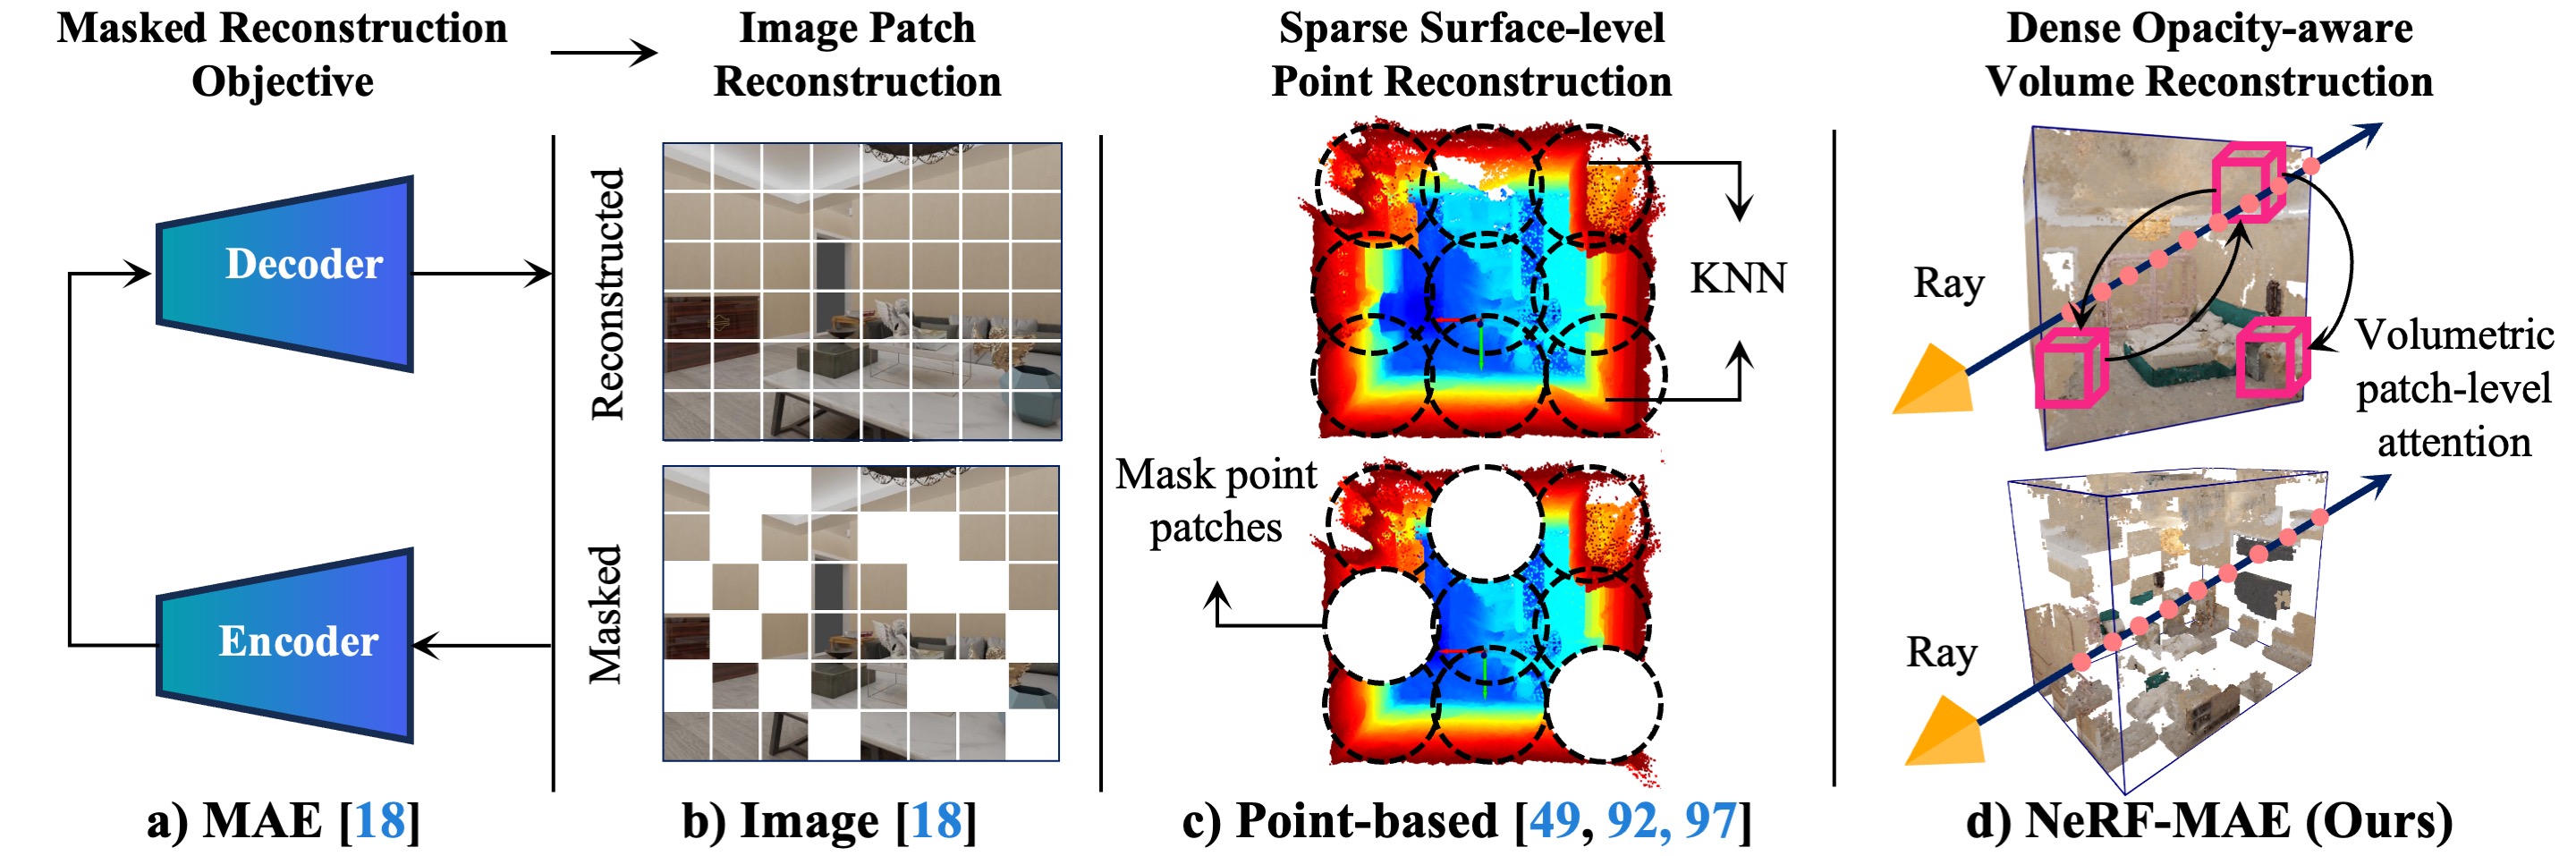 Masked Reconstruction
Objective
Image Patch
Reconstruction
Sparse Surface-level
Point Reconstruction
Dense Opacity-aware
Volume Reconstruction
Decoder
Encoder
Reconstructed
Masked
KNN
Mask point
patches
Ray
Volumetric
patch-level
attention
Ray
a) MAE [18]
b) Image [18]
c) Point-based [49, 92, 97]
d) NeRF-MAE (Ours)